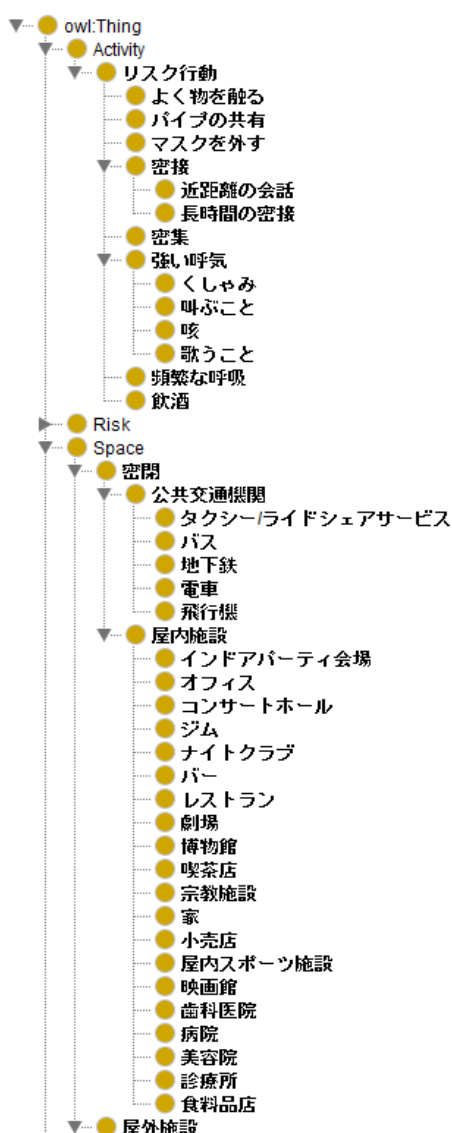 owl:Thing
Activity
リスク行動
よく物を触る
パイプの共有
マスクを外す
密接
近距離の会話
長時間の密接
密集
強い呼気
くしゃみ
叫ぶこと
咳
歌うこと
頻繁な呼吸
飲酒
Risk
Space
密閉
公共交通機関
タクシー/ライドシェアサービス
バス
地下鉄
電車
飛行機
屋内施設
インドアパーティ会場
オフィス
コンサートホール
ジム
ナイトクラブ
バー
レストラン
劇場
博物館
喫茶店
宗教施設
家
小売店
屋内スポーツ施設
映画館
歯科医院
病院
美容院
診療所
食料品店
屋外施設